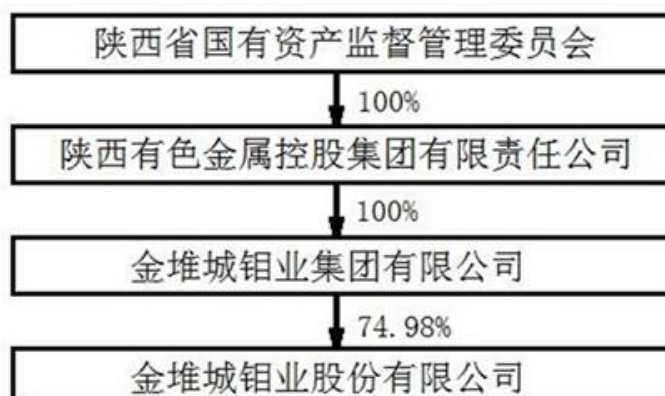 陕西省国有资产监督管理委员会
100%
陕西有色金属控股集团有限责任公司
100%
金堆城钼业集团有限公司
74.98%
金堆城钼业股份有限公司